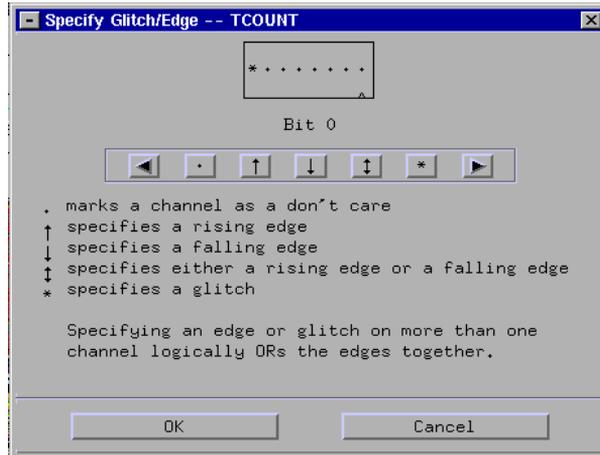 Specify Glitch/Edge -- TCOUNT
*.......
^
Bit 0
◀ . ↑ ↓ ↕ * ▶
. marks a channel as a don't care
↑ specifies a rising edge
↓ specifies a falling edge
↕ specifies either a rising edge or a falling edge
* specifies a glitch
Specifying an edge or glitch on more than one
channel logically ORs the edges together.
OK Cancel